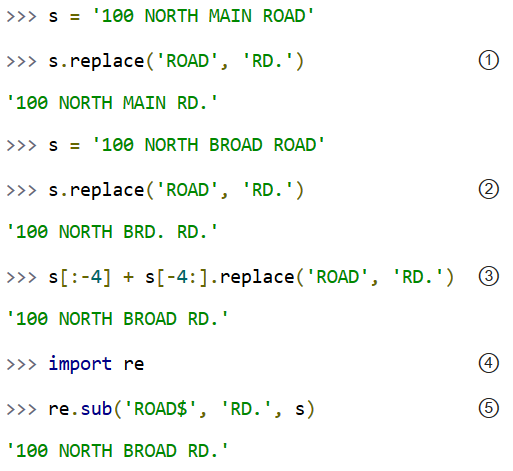 >>> s = '100 NORTH MAIN ROAD'
>>> s.replace('ROAD', 'RD.') ①
'100 NORTH MAIN RD.'
>>> s = '100 NORTH BROAD ROAD'
>>> s.replace('ROAD', 'RD.') ②
'100 NORTH BRD. RD.'
>>> s[:-4] + s[-4:].replace('ROAD', 'RD.') ③
'100 NORTH BROAD RD.'
>>> import re ④
>>> re.sub('ROAD$', 'RD.', s) ⑤
'100 NORTH BROAD RD.'